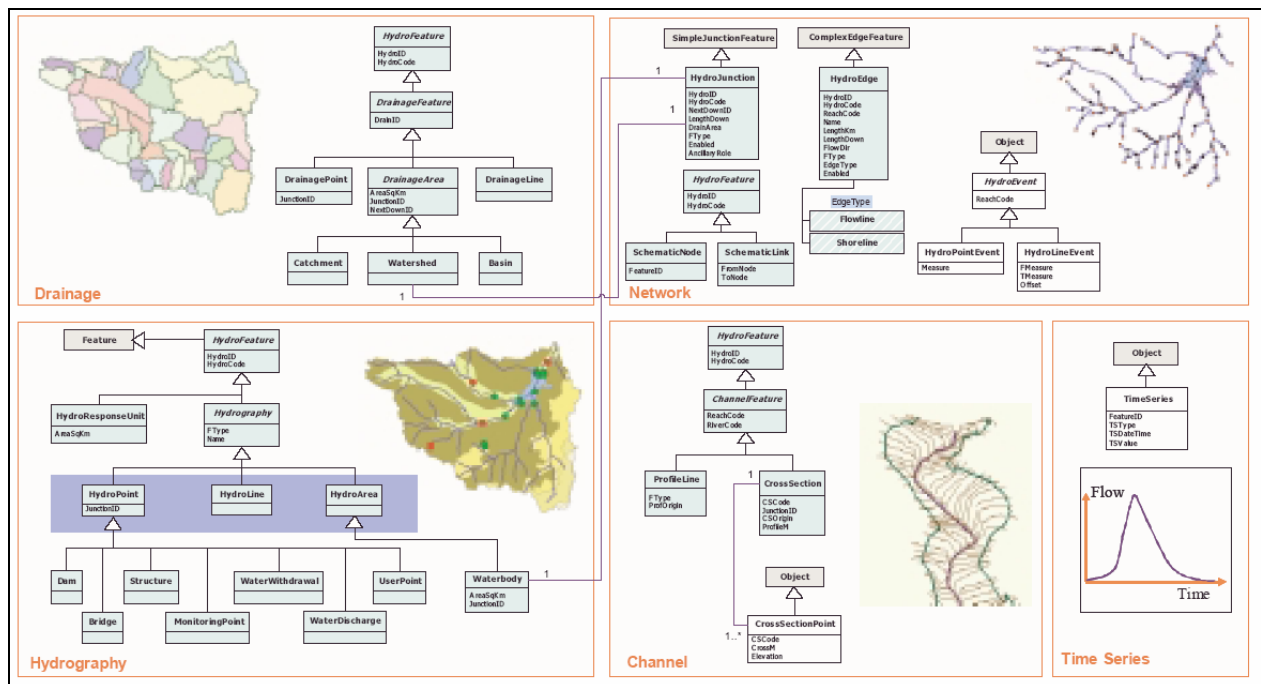 HydroFeature
HydroID
HydroCode
DrainageFeature
DrainID
DrainagePoint
JunctionID
DrainageArea
AreaSqKm
JunctionID
NextDownID
DrainageLine
Catchment
Watershed
Basin
1
Drainage
SimpleJunctionFeature
ComplexEdgeFeature
1
HydroJunction
HydroID
HydroCode
NextDownID
LengthDown
DrainArea
FType
Enabled
AncillaryRole
1
HydroEdge
HydroID
HydroCode
ReachCode
Name
LengthKm
LengthDown
FlowDir
FType
EdgeType
Enabled
HydroFeature
HydroID
HydroCode
EdgeType
Flowline
Shoreline
SchematicNode
FeatureID
SchematicLink
FromNode
ToNode
Object
HydroEvent
ReachCode
HydroPointEvent
Measure
HydroLineEvent
FMeasure
TMeasure
Offset
Network
Feature
HydroFeature
HydroID
HydroCode
HydroResponseUnit
AreaSqKm
Hydrography
FType
Name
HydroPoint
JunctionID
HydroLine
HydroArea
Dam
Structure
WaterWithdrawal
UserPoint
Waterbody
AreaSqKm
JunctionID
1
Bridge
MonitoringPoint
WaterDischarge
Hydrography
HydroFeature
HydroID
HydroCode
ChannelFeature
ReachCode
RiverCode
ProfileLine
FType
ProfOrigin
1
CrossSection
CSCode
JunctionID
CSOrigin
ProfileM
Object
1..*
CrossSectionPoint
CSCode
CrossM
Elevation
Channel
Object
TimeSeries
FeatureID
TSType
TSDateTime
TSValue
Flow
Time
Time Series